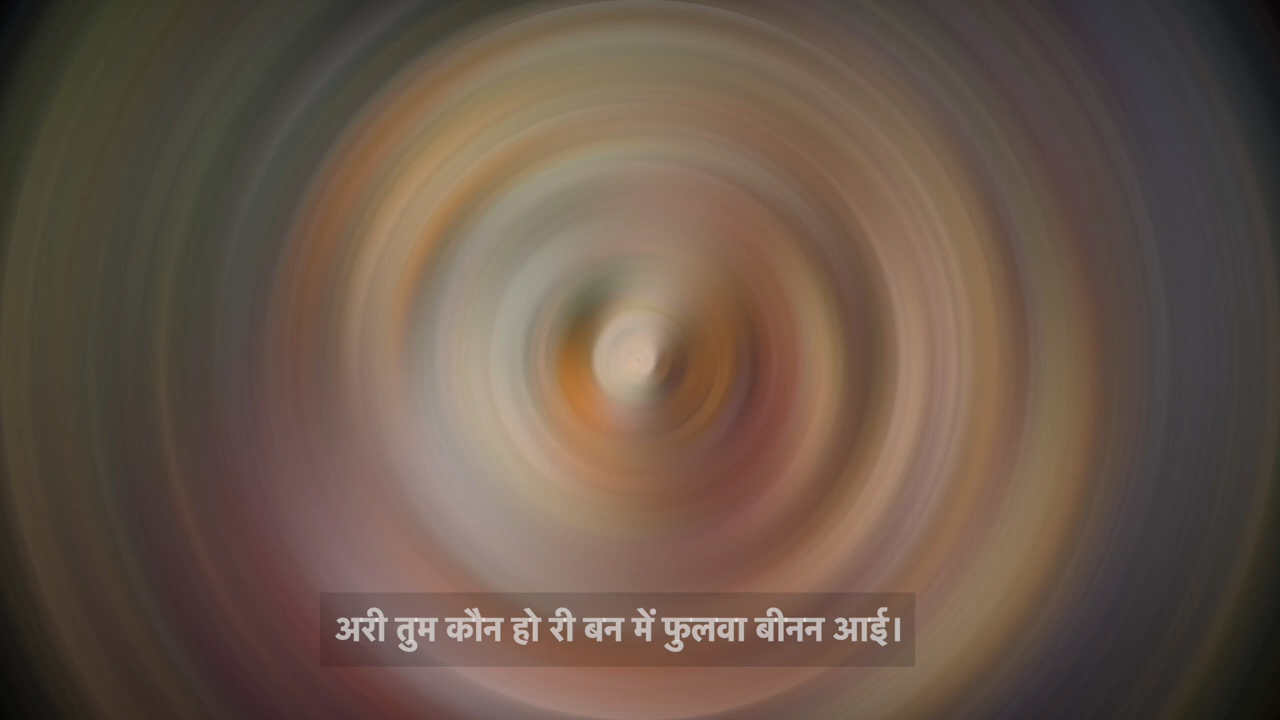 अरी तुम कौन हो री बन में फुलवा बीनन आई।